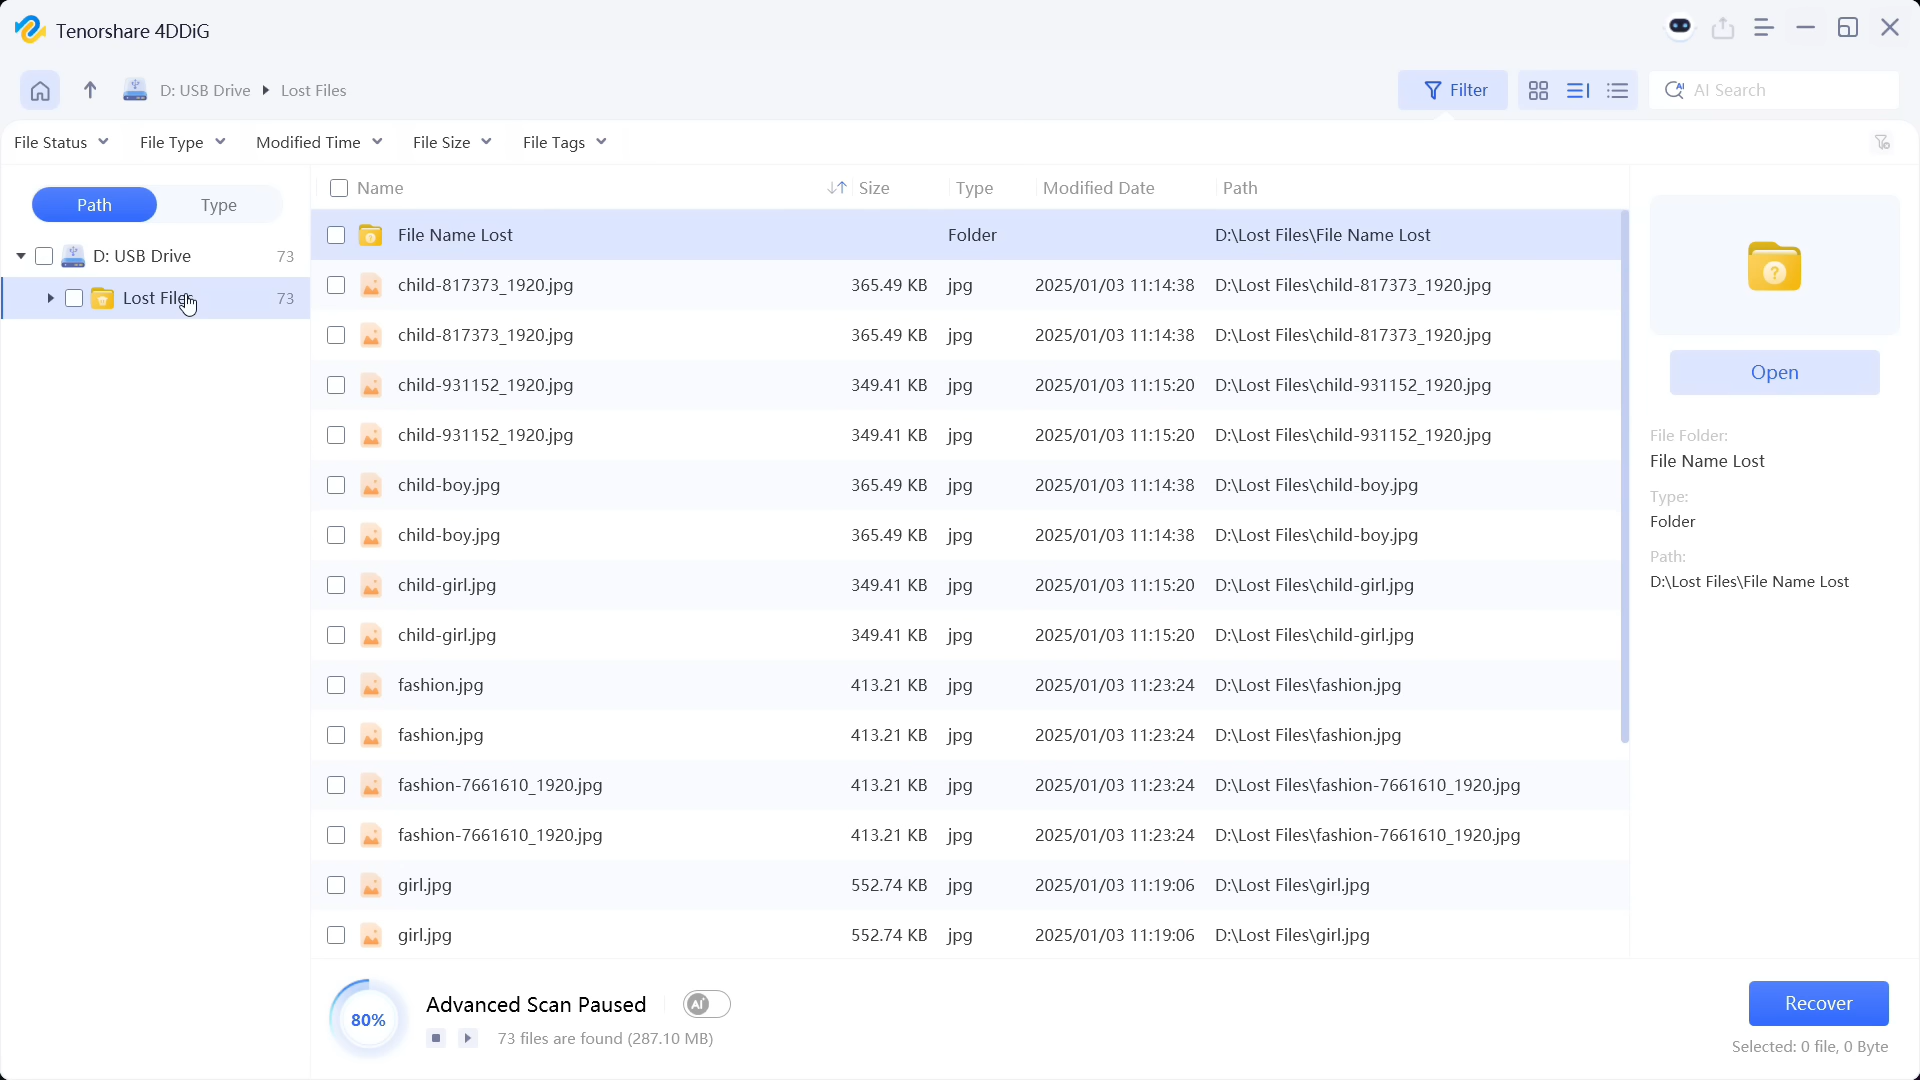 Tenorshare 4DDiG
D: USB Drive Lost Files Filter AI Search
File Status File Type Modified Time File Size File Tags
Path Type
D: USB Drive 73
Lost Files 73
Name Size Type Modified Date Path
File Name Lost Folder D:\Lost Files\File Name Lost
child-817373_1920.jpg 365.49 KB jpg 2025/01/03 11:14:38 D:\Lost Files\child-817373_1920.jpg
child-817373_1920.jpg 365.49 KB jpg 2025/01/03 11:14:38 D:\Lost Files\child-817373_1920.jpg
child-931152_1920.jpg 349.41 KB jpg 2025/01/03 11:15:20 D:\Lost Files\child-931152_1920.jpg
child-931152_1920.jpg 349.41 KB jpg 2025/01/03 11:15:20 D:\Lost Files\child-931152_1920.jpg
child-boy.jpg 365.49 KB jpg 2025/01/03 11:14:38 D:\Lost Files\child-boy.jpg
child-boy.jpg 365.49 KB jpg 2025/01/03 11:14:38 D:\Lost Files\child-boy.jpg
child-girl.jpg 349.41 KB jpg 2025/01/03 11:15:20 D:\Lost Files\child-girl.jpg
child-girl.jpg 349.41 KB jpg 2025/01/03 11:15:20 D:\Lost Files\child-girl.jpg
fashion.jpg 413.21 KB jpg 2025/01/03 11:23:24 D:\Lost Files\fashion.jpg
fashion.jpg 413.21 KB jpg 2025/01/03 11:23:24 D:\Lost Files\fashion.jpg
fashion-7661610_1920.jpg 413.21 KB jpg 2025/01/03 11:23:24 D:\Lost Files\fashion-7661610_1920.jpg
fashion-7661610_1920.jpg 413.21 KB jpg 2025/01/03 11:23:24 D:\Lost Files\fashion-7661610_1920.jpg
girl.jpg 552.74 KB jpg 2025/01/03 11:19:06 D:\Lost Files\girl.jpg
girl.jpg 552.74 KB jpg 2025/01/03 11:19:06 D:\Lost Files\girl.jpg
Open
File Folder:
File Name Lost
Type:
Folder
Path:
D:\Lost Files\File Name Lost
80%
Advanced Scan Paused AI
73 files are found (287.10 MB)
Recover
Selected: 0 file, 0 Byte